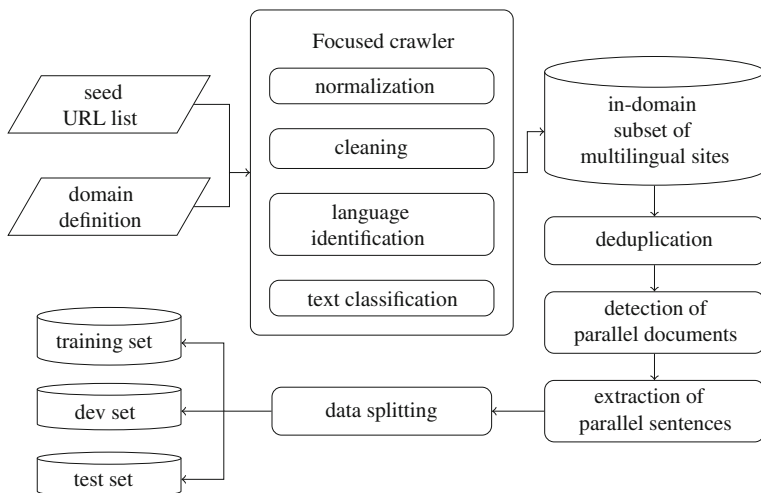 seed
URL list
domain
definition
Focused crawler
normalization
cleaning
language
identification
text classification
in-domain
subset of
multilingual sites
deduplication
detection of
parallel documents
extraction of
parallel sentences
data splitting
training set
dev set
test set